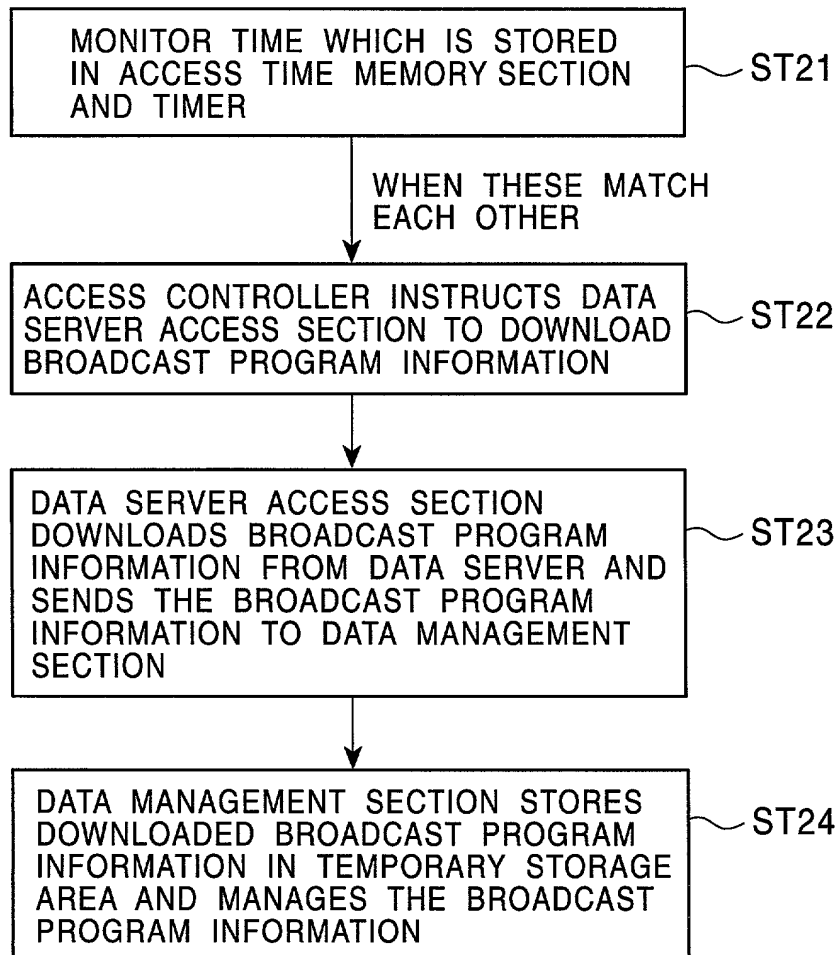 MONITOR TIME WHICH IS STORED
IN ACCESS TIME MEMORY SECTION
AND TIMER
ST21
WHEN THESE MATCH
EACH OTHER
ACCESS CONTROLLER INSTRUCTS DATA
SERVER ACCESS SECTION TO DOWNLOAD
BROADCAST PROGRAM INFORMATION
ST22
DATA SERVER ACCESS SECTION
DOWNLOADS BROADCAST PROGRAM
INFORMATION FROM DATA SERVER AND
SENDS THE BROADCAST PROGRAM
INFORMATION TO DATA MANAGEMENT
SECTION
ST23
DATA MANAGEMENT SECTION STORES
DOWNLOADED BROADCAST PROGRAM
INFORMATION IN TEMPORARY STORAGE
AREA AND MANAGES THE BROADCAST
PROGRAM INFORMATION
ST24